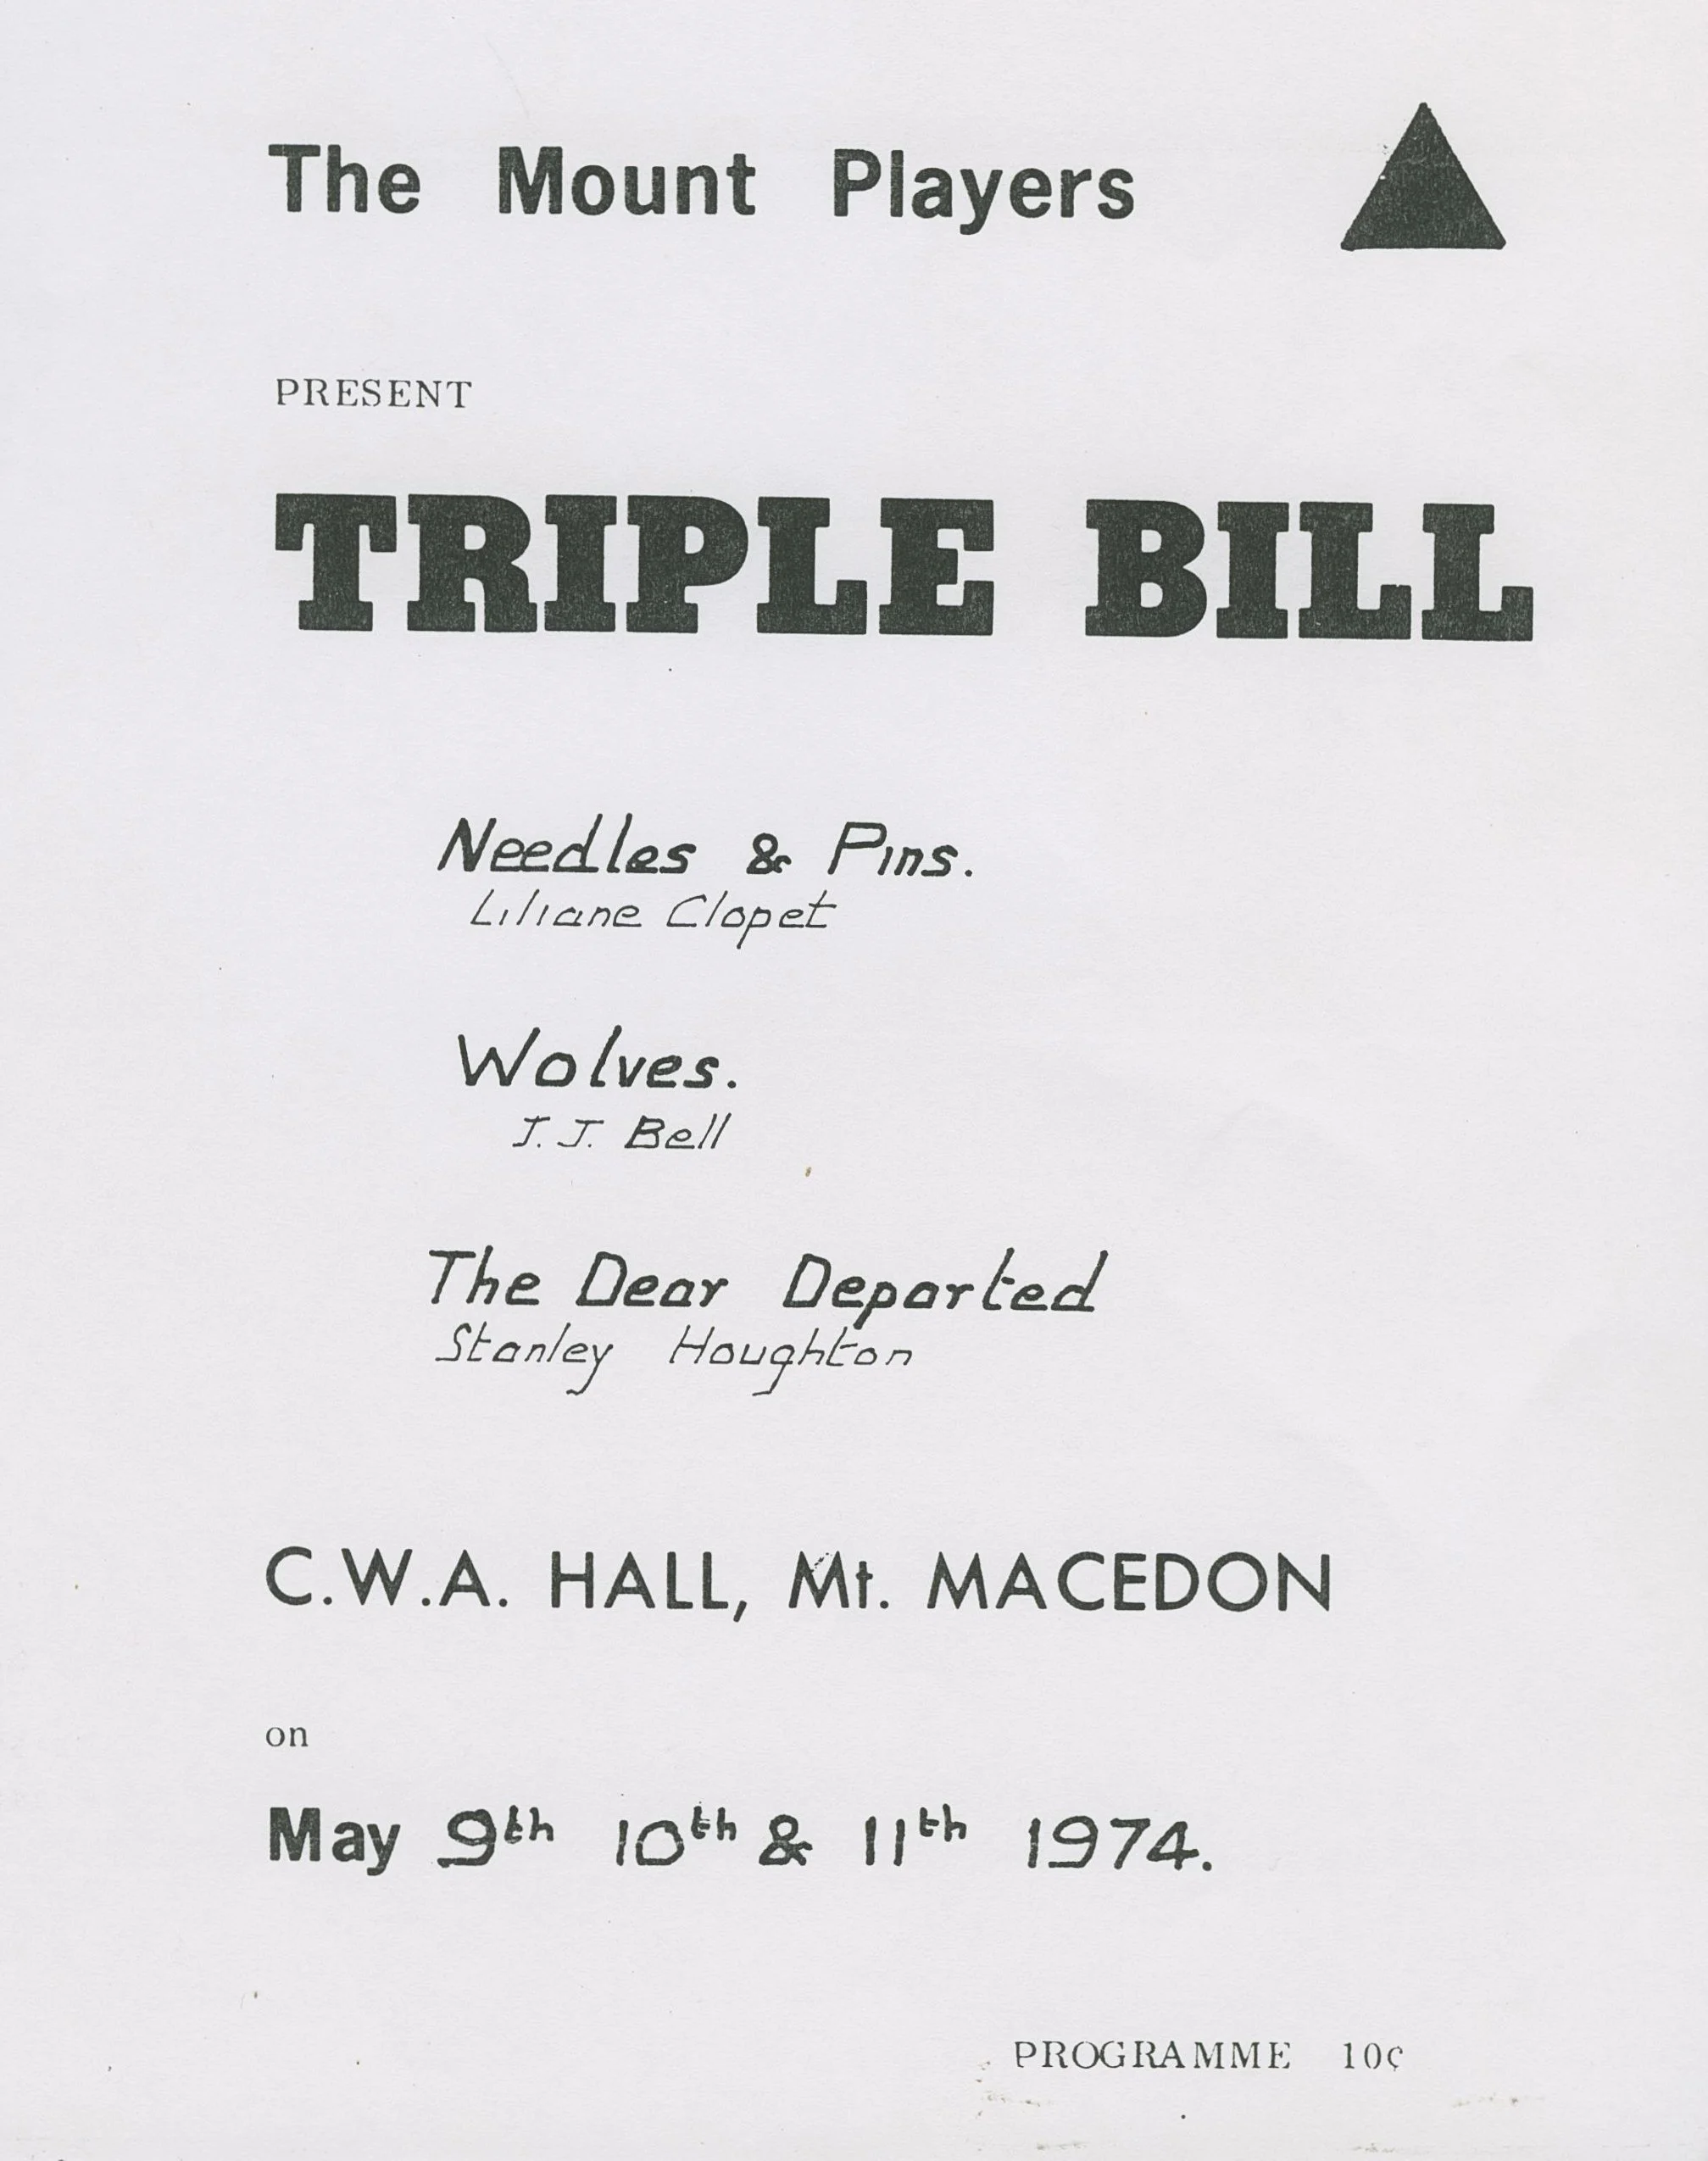 The Mount Players
PRESENT
TRIPLE BILL
Needles & Pins.
Liliane Clopet
Wolves.
J. J. Bell
The Dear Departed
Stanley Houghton
C.W.A. HALL, Mt. MACEDON
on
May 9th 10th & 11th 1974.
PROGRAMME 10¢